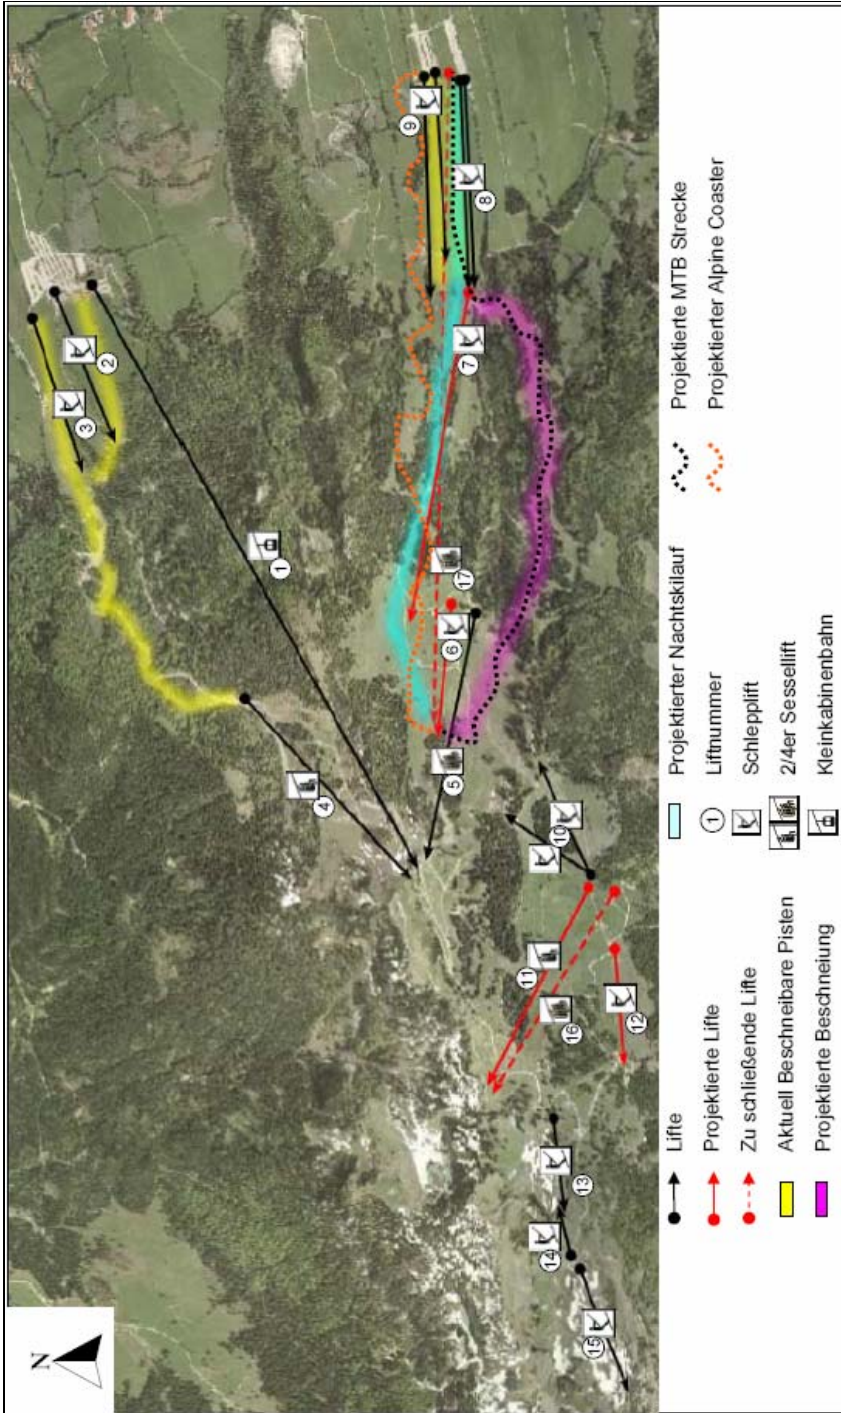 N
3
2
1
4
9
5
6
17
7
8
11
10
14
16
13
15
12
Lifte
Projektierte Lifte
Zu schließende Lifte
Aktuell Beschneibare Pisten
Projektierte Beschneiung
Projektierter Nachtskilauf
1
Liftnummer
Schlepplift
2/4er Sessellift
Kleinkabinenbahn
Projektierte MTB Strecke
Projektierter Alpine Coaster